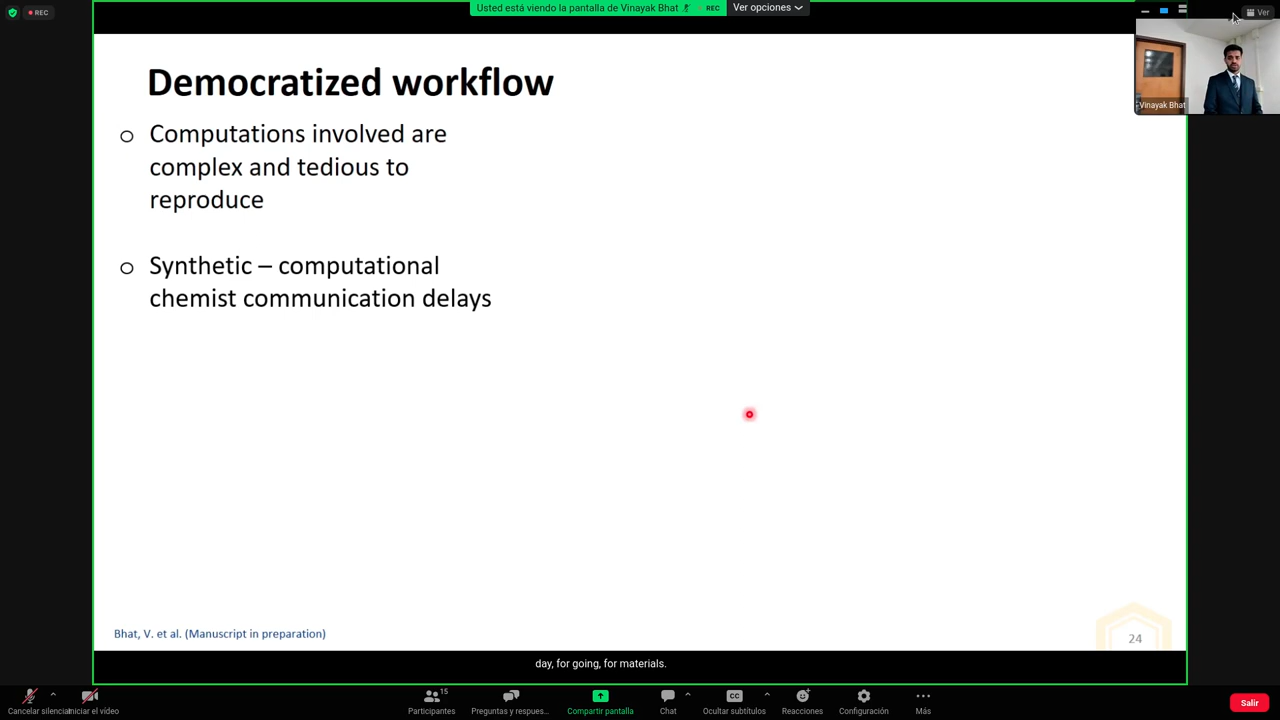 REC
Usted está viendo la pantalla de Vinayak Bhat
REC
Ver opciones
Ver
Vinayak Bhat
Democratized workflow
Computations involved are
complex and tedious to
reproduce
Synthetic – computational
chemist communication delays
Bhat, V. et al. (Manuscript in preparation)
24
day, for going, for materials.
Cancelar silenciar
Iniciar el vídeo
Participantes
15
Preguntas y respues...
Compartir pantalla
Chat
CC
Ocultar subtítulos
Reacciones
Configuración
Más
Salir